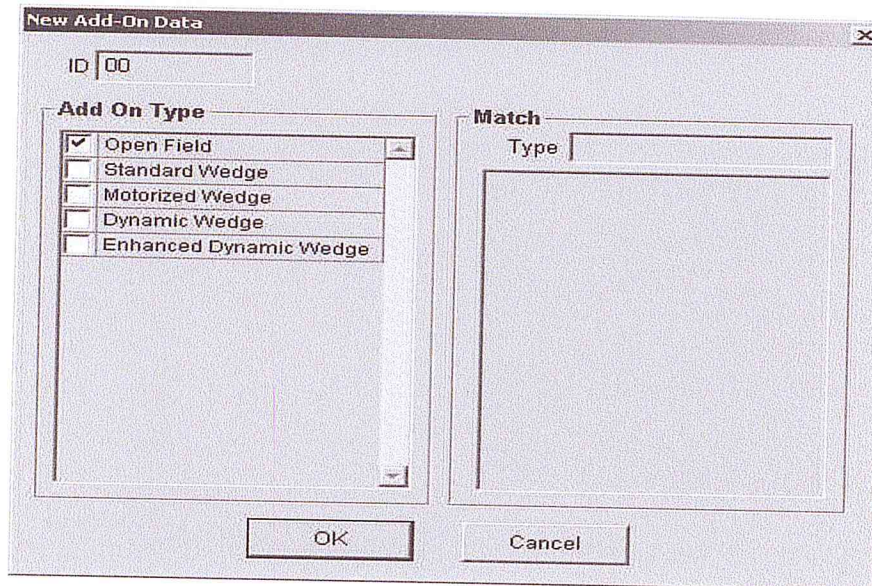 New Add-On Data
ID 00
Add On Type
Open Field
Standard Wedge
Motorized Wedge
Dynamic Wedge
Enhanced Dynamic Wedge
Match
Type
OK
Cancel